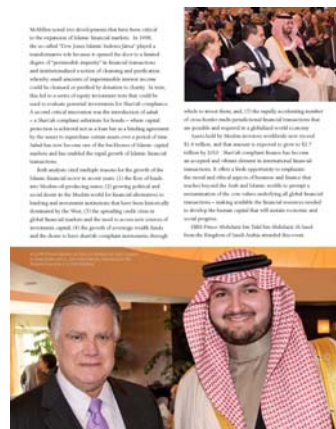 McMillen noted two developments that have been critical
to the expansion of Islamic financial markets. In 1998,
the so-called "Dow Jones Islamic Indexes fatwa" played a
transformative role because it opened the door to a limited
degree of "permissible impurity" in financial transactions
and institutionalized a notion of cleansing and purification
whereby small amounts of impermissible interest income
could be cleansed or purified by donation to charity. In turn,
this led to a series of equity investment tests that could be
used to evaluate potential investments for Shari'ah compliance.
A second critical innovation was the introduction of sukuk
– a Shari'ah compliant substitute for bonds – where capital
protection is achieved not as a loan but as a binding agreement
by the issuer to repurchase certain assets over a period of time.
Sukuk has now become one of the backbones of Islamic capital
markets and has enabled the rapid growth of Islamic financial
transactions.
Both analysts cited multiple reasons for the growth of the
Islamic financial sector in recent years: (1) the flow of funds
into Muslim oil-producing states; (2) growing political and
social desire in the Muslim world for financial alternatives to
banking and investment institutions that have been historically
dominated by the West; (3) the spreading credit crisis in
global financial markets and the need to access new sources of
investment capital; (4) the growth of sovereign wealth funds
and the desire to have shari'ah compliant instruments through
which to invest them; and, (5) the rapidly accelerating number
of cross-border multi-jurisdictional financial transactions that
are possible and required in a globalized world economy.
Assets held by Muslim investors worldwide now exceed
$1.6 trillion, and that amount is expected to grow to $2.7
trillion by 2010. Shari'ah compliant finance has become
an accepted and vibrant element in international financial
transactions. It offers a fresh opportunity to emphasize
the moral and ethical aspects of business and finance that
reaches beyond the Arab and Islamic worlds to prompt a
reexamination of the core values underlying all global financial
transactions – making available the financial resources needed
to develop the human capital that will sustain economic and
social progress.
HRH Prince Abdulaziz bin Talal bin Abdulaziz Al-Saud
from the Kingdom of Saudi Arabia attended this event.